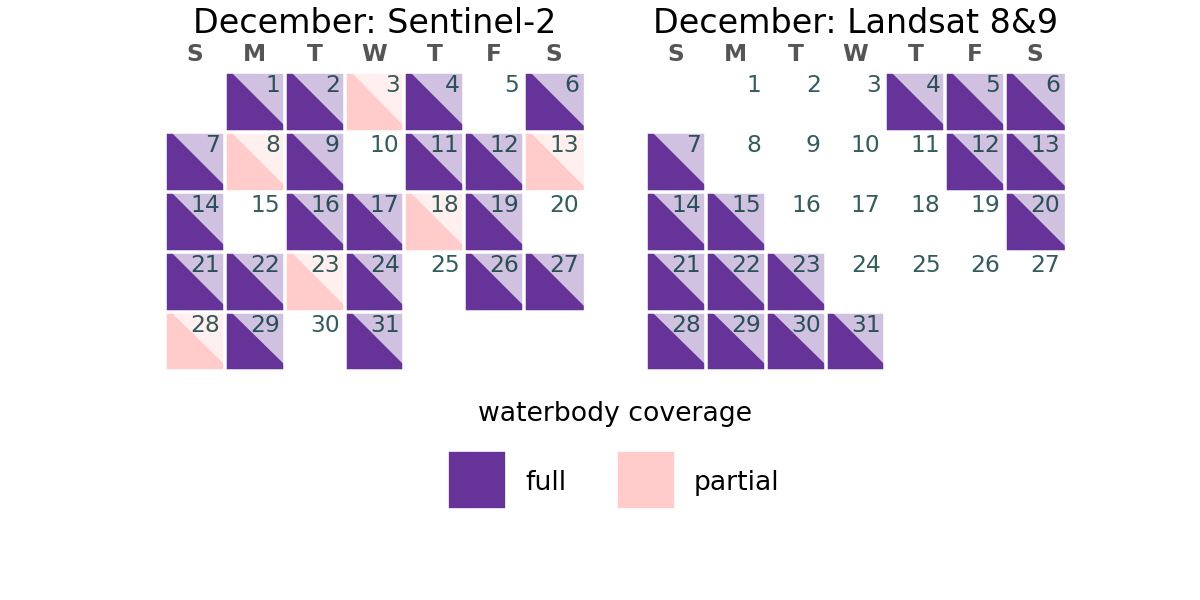 December: Sentinel-2
S M T W T F S
1 2 3 4 5 6
7 8 9 10 11 12 13
14 15 16 17 18 19 20
21 22 23 24 25 26 27
28 29 30 31
December: Landsat 8&9
S M T W T F S
1 2 3 4 5 6
7 8 9 10 11 12 13
14 15 16 17 18 19 20
21 22 23 24 25 26 27
28 29 30 31
waterbody coverage
full partial